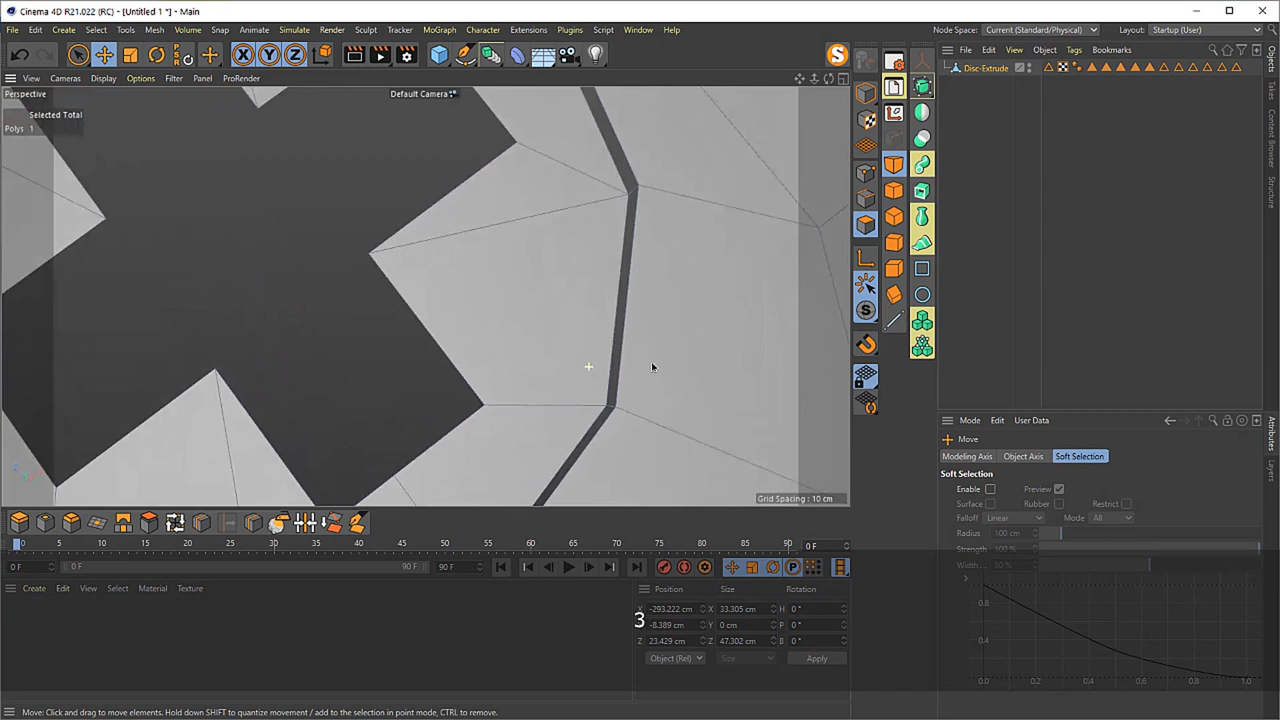 Cinema 4D R21.022 (RC) - [Untitled 1 *] - Main
File Edit Create Select Tools Mesh Volume Snap Animate Simulate Render Sculpt Tracker MoGraph Character Extensions Plugins Window Help Node Space: Current (Standard/Physical) Layout: Startup (User)
P S R
X Y Z
S
File Edit View Object Tags Bookmarks
View Cameras Display Options Filter Panel ProRender
Disc-Extrude
Perspective
Default Camera
Selected Total
Polys 1
S
Objects
Takes
Content Browser
Structure
Attributes
Layers
Mode Edit User Data
Move
Modeling Axis Object Axis Soft Selection
Soft Selection
Enable Preview
Surface Rubber Restrict
Falloff Linear Mode All
Radius 100 cm
Strength 100 %
Width... 50 %
0.8
0.4
0.0 0.2 0.4 0.6 0.8 1.0
Z
Grid Spacing : 10 cm
0 5 10 15 20 25 30 35 40 45 50 55 60 65 70 75 80 85 90 0 F
0 F 0 F 90 F 90 F
P
Create Edit View Select Material Texture
Position Size Rotation
X -293.222 cm X 33.305 cm H 0 °
3
-8.389 cm Y 0 cm P 0 °
Z 23.429 cm Z 47.302 cm B 0 °
Object (Rel) Size Apply
Move: Click and drag to move elements. Hold down SHIFT to quantize movement / add to the selection in point mode, CTRL to remove.